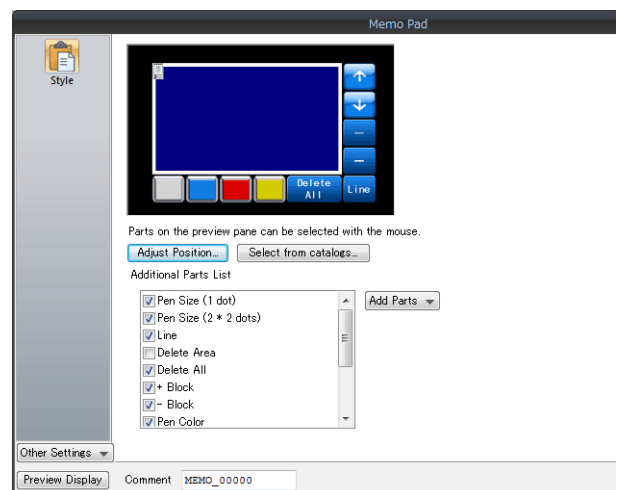 Memo Pad
Style
Delete
All
Line
Parts on the preview pane can be selected with the mouse.
Adjust Position...
Select from catalogs...
Additional Parts List
Pen Size (1 dot)
Add Parts
Pen Size (2 * 2 dots)
Line
Delete Area
Delete All
+ Block
- Block
Pen Color
Other Settings
Preview Display
Comment
MEMO_00000